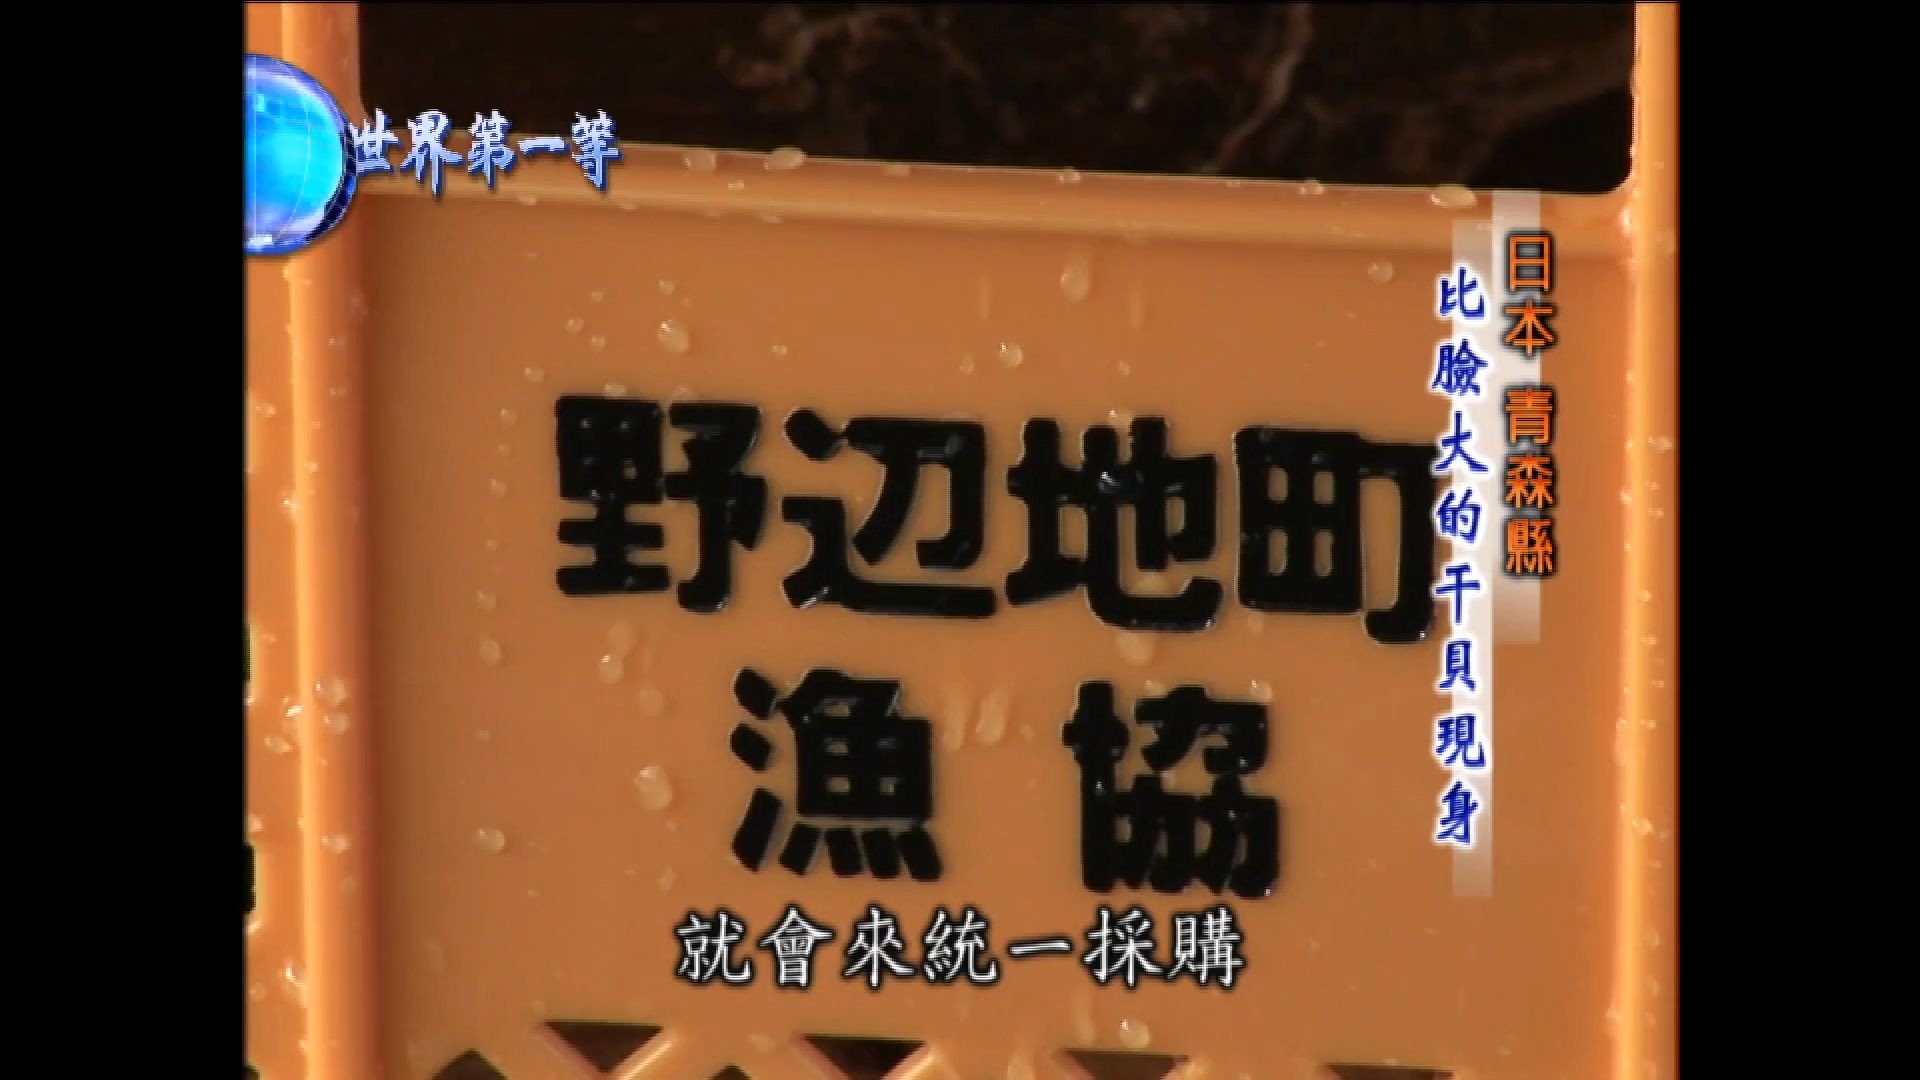 世界第一等
日本 青森縣
比臉大的干貝現身
野辺地町
漁協
就會來統一採購